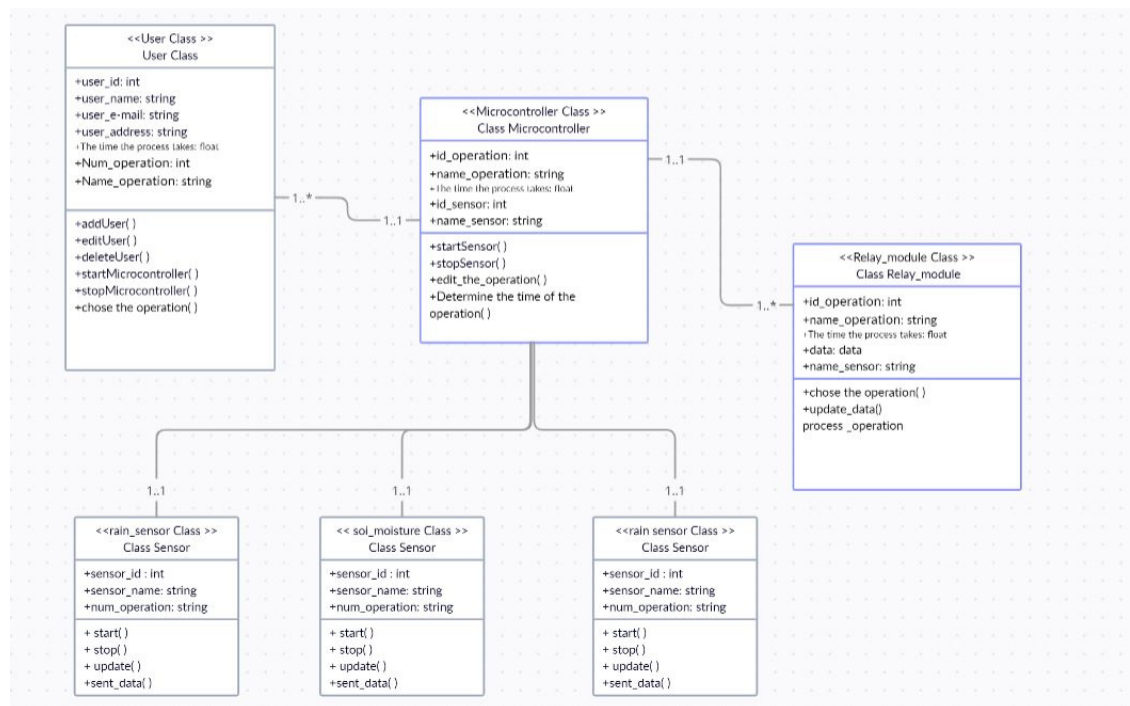 <<User Class >>
User Class
+user_id: int
+user_name: string
+user_e-mail: string
+user_address: string
+The time the process takes: float
+Num_operation: int
+Name_operation: string
+addUser( )
+editUser( )
+deleteUser( )
+startMicrocontroller( )
+stopMicrocontroller( )
+chose the operation( )
1..*
1..1
<<Microcontroller Class >>
Class Microcontroller
+id_operation: int
+name_operation: string
+The time the process takes: float
+id_sensor: int
+name_sensor: string
+startSensor( )
+stopSensor( )
+edit_the_operation( )
+Determine the time of the
operation( )
1..1
1..*
<<Relay_module Class >>
Class Relay_module
+id_operation: int
+name_operation: string
+The time the process takes: float
+data: data
+name_sensor: string
+chose the operation( )
+update_data()
process _operation
1..1
1..1
1..1
<<rain_sensor Class >>
Class Sensor
+sensor_id : int
+sensor_name: string
+num_operation: string
+ start( )
+ stop( )
+ update( )
+sent_data( )
<< soi_moisture Class >>
Class Sensor
+sensor_id : int
+sensor_name: string
+num_operation: string
+ start( )
+ stop( )
+ update( )
+sent_data( )
<<rain sensor Class >>
Class Sensor
+sensor_id : int
+sensor_name: string
+num_operation: string
+ start( )
+ stop( )
+ update( )
+sent_data( )